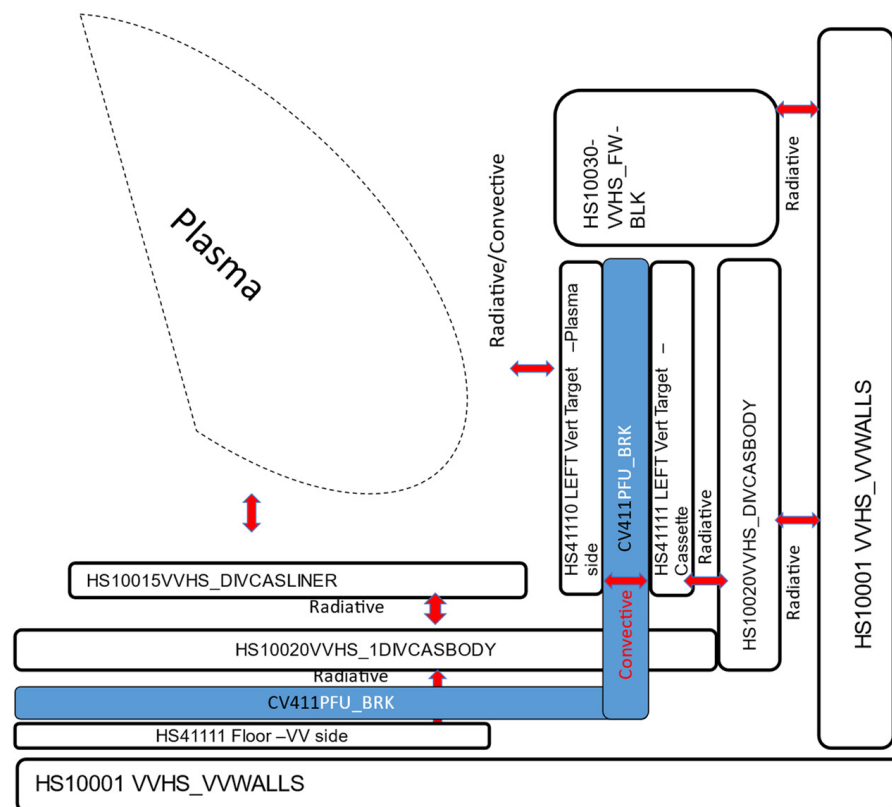 Plasma
Radiative/Convective
HS10030-
VVHS_FW-
BLK
Radiative
HS41110 LEFT Vert Target –Plasma
side
CV411PFU_BRK
Convective
HS41111 LEFT Vert Target –
Cassette
Radiative
HS10020VVHS_DIVCASBODY
Radiative
HS10001 VVHS_VVWALLS
HS10015VVHS_DIVCASLINER
Radiative
HS10020VVHS_1DIVCASBODY
Radiative
CV411PFU_BRK
HS41111 Floor –VV side
HS10001 VVHS_VVWALLS